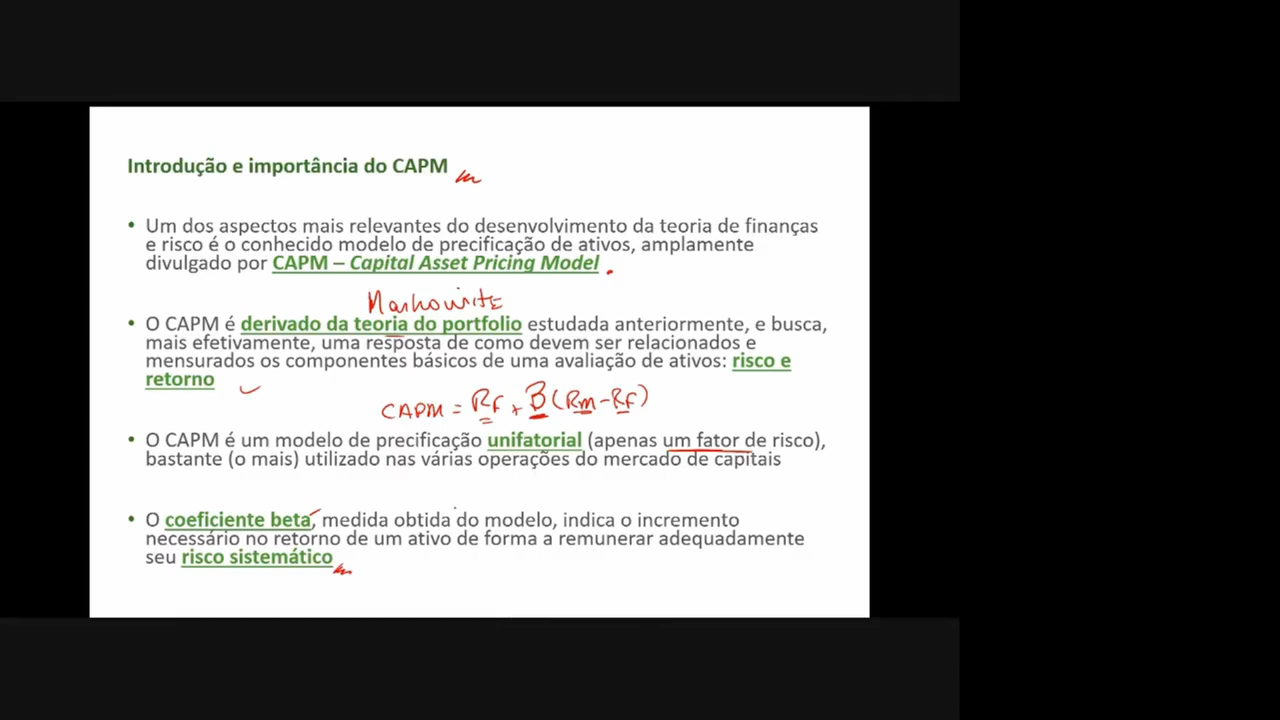 Introdução e importância do CAPM
• Um dos aspectos mais relevantes do desenvolvimento da teoria de finanças
e risco é o conhecido modelo de precificação de ativos, amplamente
divulgado por CAPM – Capital Asset Pricing Model
Markowitz
• O CAPM é derivado da teoria do portfolio estudada anteriormente, e busca,
mais efetivamente, uma resposta de como devem ser relacionados e
mensurados os componentes básicos de uma avaliação de ativos: risco e
retorno
CAPM = RF + B (Rm - RF)
• O CAPM é um modelo de precificação unifatorial (apenas um fator de risco),
bastante (o mais) utilizado nas várias operações do mercado de capitais
• O coeficiente beta, medida obtida do modelo, indica o incremento
necessário no retorno de um ativo de forma a remunerar adequadamente
seu risco sistemático